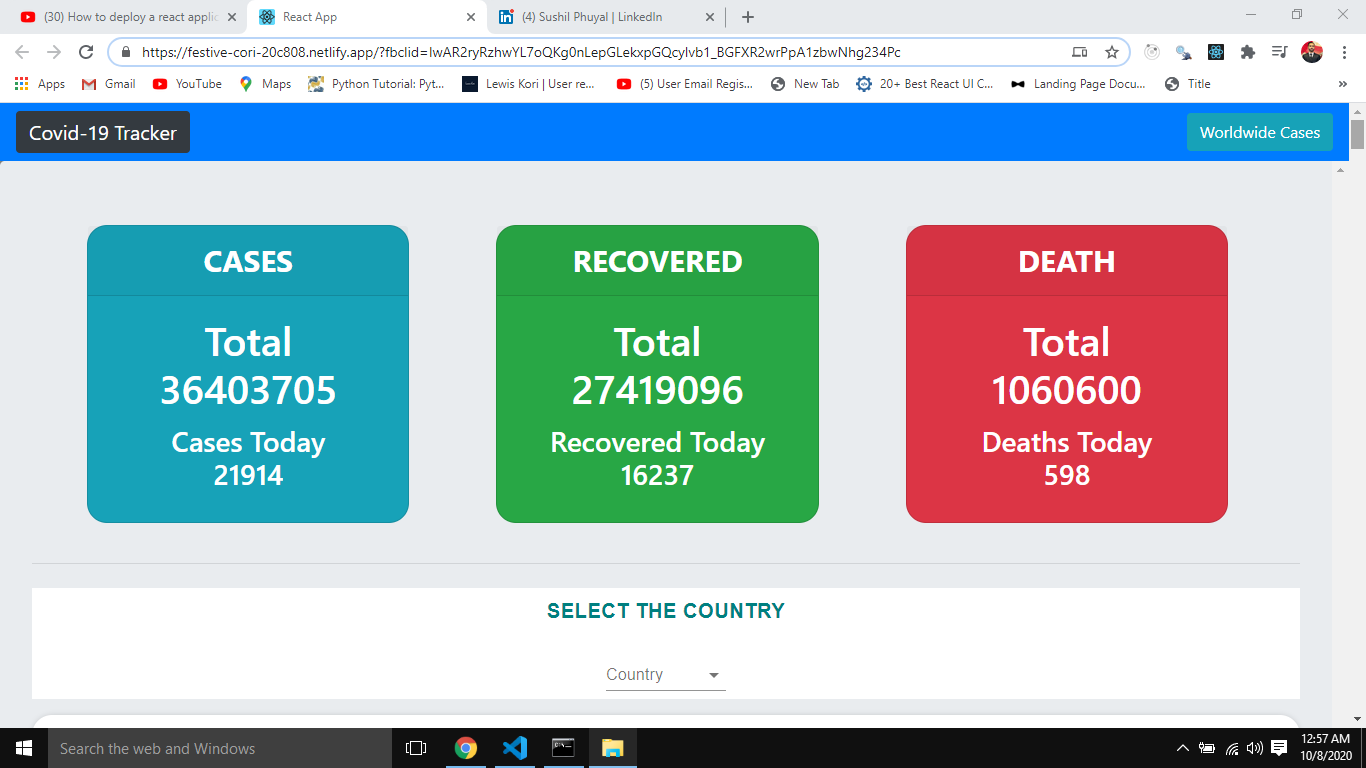 (30) How to deploy a react applic
React App
(4) Sushil Phuyal | LinkedIn
https://festive-cori-20c808.netlify.app/?fbclid=IwAR2ryRzhwYL7oQKg0nLepGLekxpGQcylvb1_BGFXR2wrPpA1zbwNhg234Pc
Apps Gmail YouTube Maps Python Tutorial: Pyt... Lewis Kori | User re... (5) User Email Regis... New Tab 20+ Best React UI C... Landing Page Docu... Title »
Covid-19 Tracker
Worldwide Cases
CASES
Total
36403705
Cases Today
21914
RECOVERED
Total
27419096
Recovered Today
16237
DEATH
Total
1060600
Deaths Today
598
SELECT THE COUNTRY
Country
Search the web and Windows
12:57 AM
10/8/2020